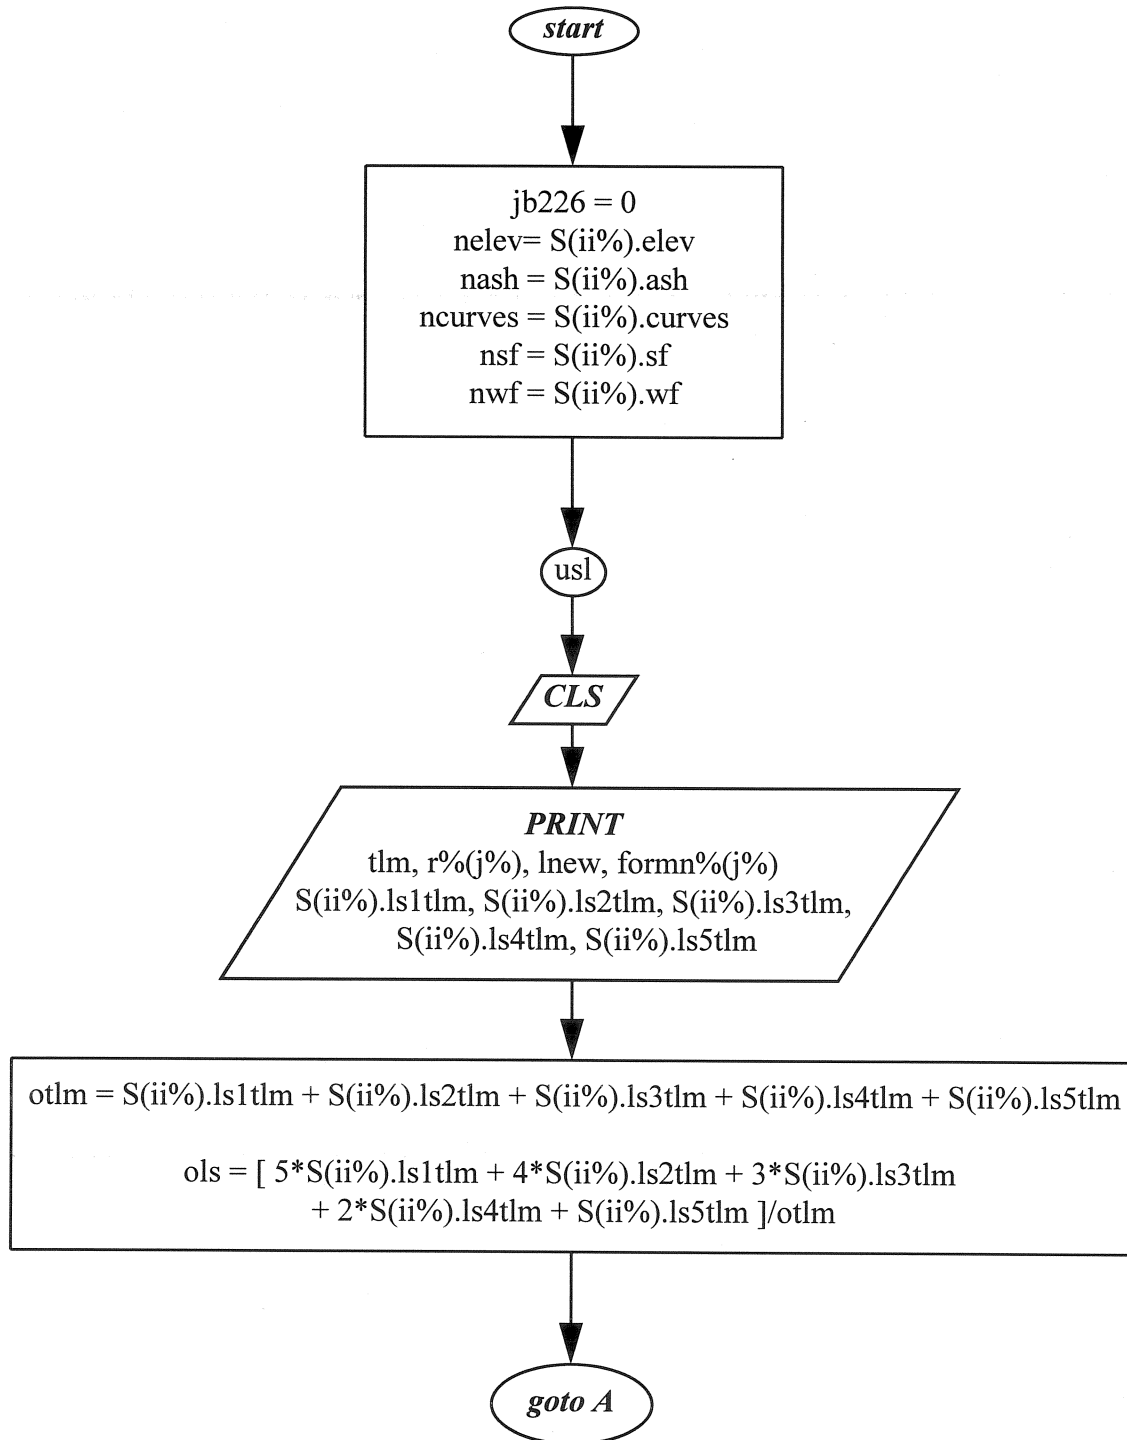 start
jb226 = 0
nelev= S(ii%).elev
nash = S(ii%).ash
ncurves = S(ii%).curves
nsf = S(ii%).sf
nwf = S(ii%).wf
usl
CLS
PRINT
tlm, r%(j%), lnew, formn%(j%)
S(ii%).ls1tlm, S(ii%).ls2tlm, S(ii%).ls3tlm,
S(ii%).ls4tlm, S(ii%).ls5tlm
otlm = S(ii%).ls1tlm + S(ii%).ls2tlm + S(ii%).ls3tlm + S(ii%).ls4tlm + S(ii%).ls5tlm
ols = [ 5*S(ii%).ls1tlm + 4*S(ii%).ls2tlm + 3*S(ii%).ls3tlm
+ 2*S(ii%).ls4tlm + S(ii%).ls5tlm ]/otlm
goto A